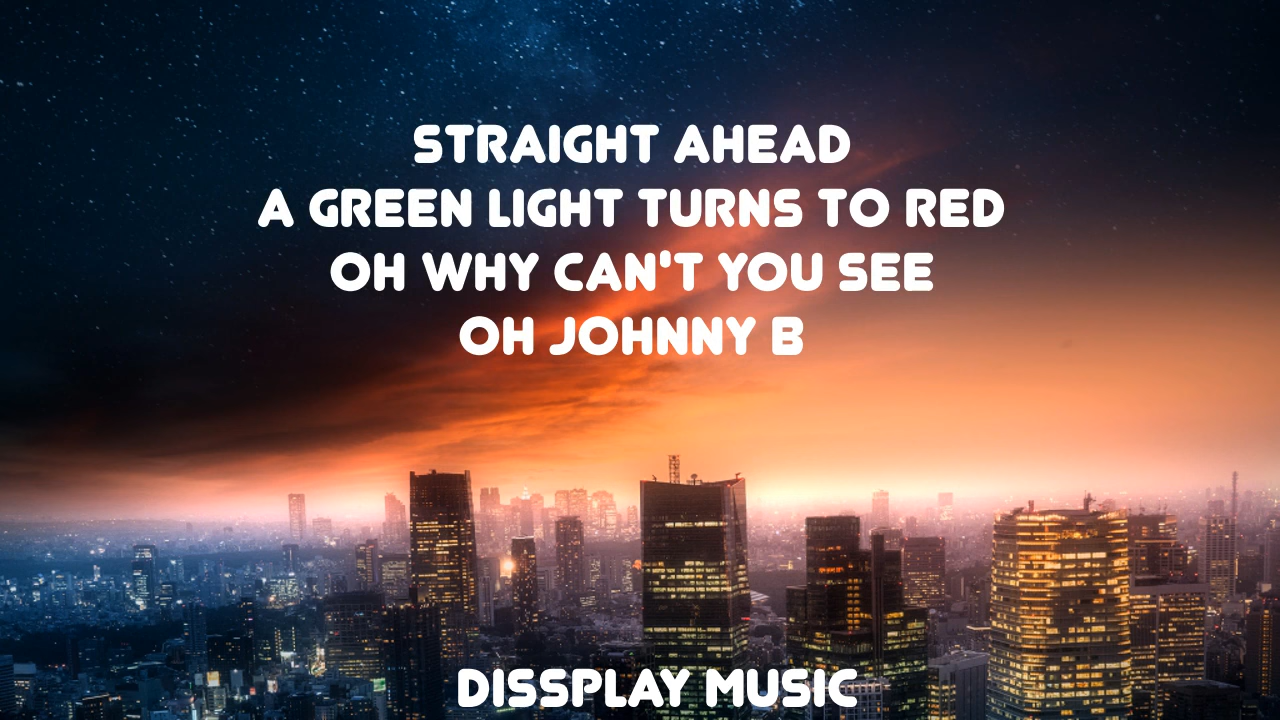 STRAIGHT AHEAD
A GREEN LIGHT TURNS TO RED
OH WHY CAN'T YOU SEE
OH JOHNNY B
DISSPLAY MUSIC